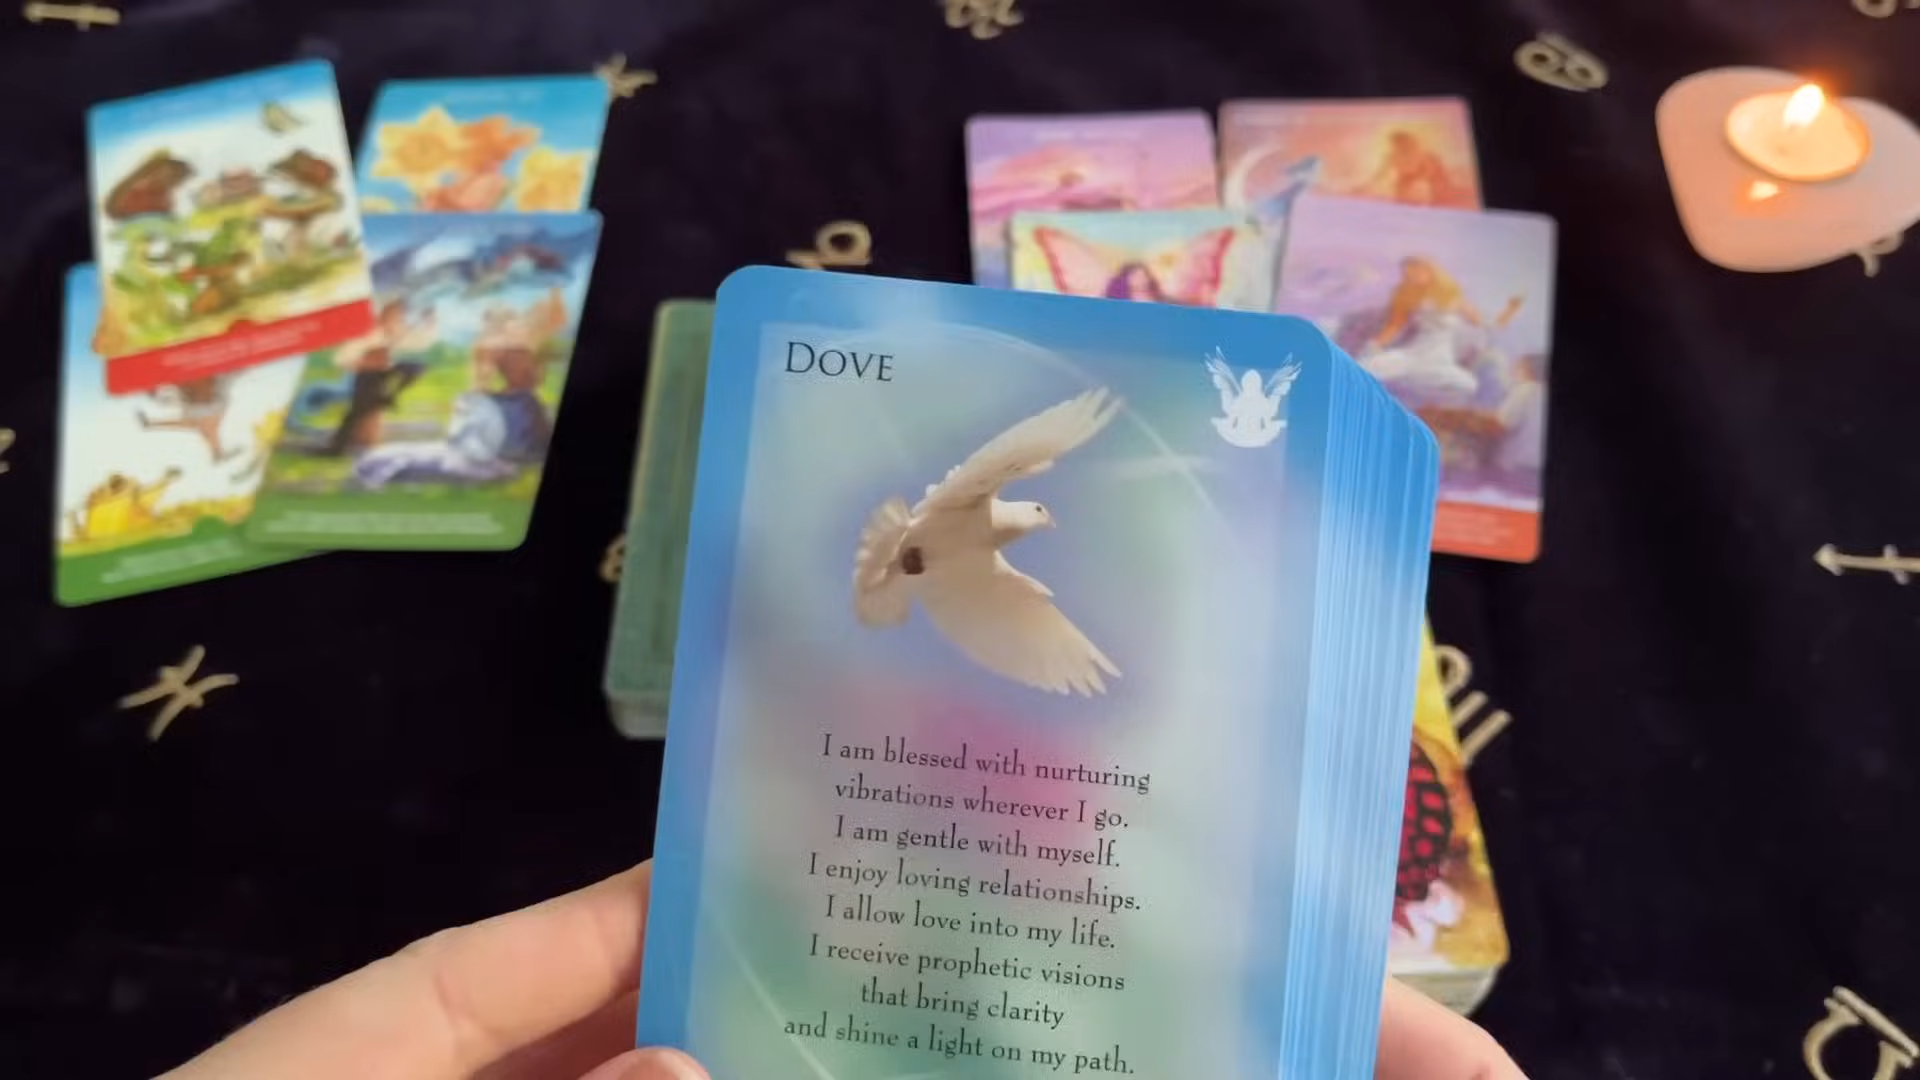 DOVE
I am blessed with nurturing
vibrations wherever I go.
I am gentle with myself.
I enjoy loving relationships.
I allow love into my life.
I receive prophetic visions
that bring clarity
and shine a light on my path.